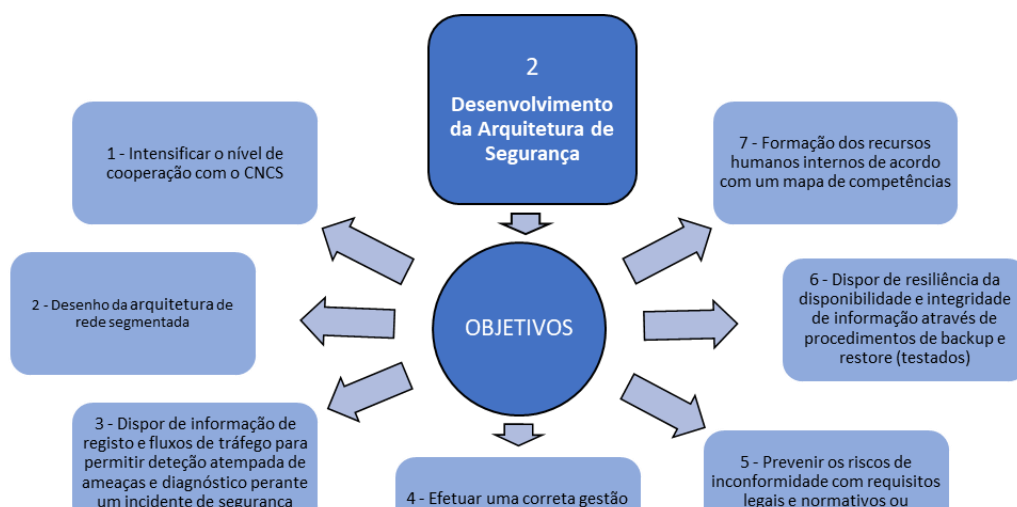 2
Desenvolvimento
da Arquitetura de
Segurança
1 - Intensificar o nível de
cooperação com o CNCS
2 - Desenho da arquitetura de
rede segmentada
3 - Dispor de informação de
registo e fluxos de tráfego para
permitir deteção atempada de
ameaças e diagnóstico perante
um incidente de segurança
OBJETIVOS
4 - Efetuar uma correta gestão
5 - Prevenir os riscos de
inconformidade com requisitos
legais e normativos ou
6 - Dispor de resiliência da
disponibilidade e integridade
de informação através de
procedimentos de backup e
restore (testados)
7 - Formação dos recursos
humanos internos de acordo
com um mapa de competências